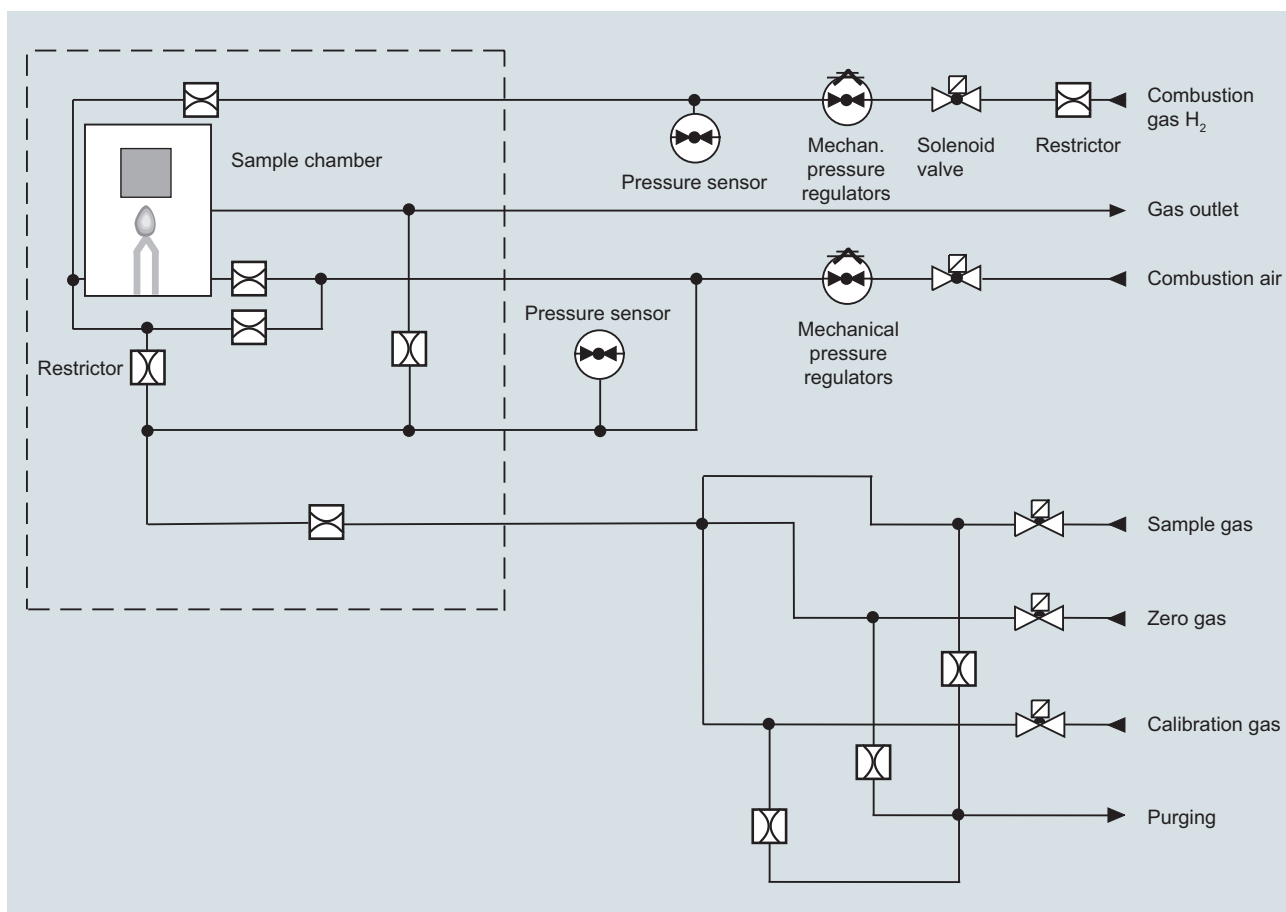 Combustion
gas H₂
Sample chamber
Pressure sensor
Mechan.
pressure
regulators
Solenoid
valve
Restrictor
Gas outlet
Combustion air
Pressure sensor
Mechanical
pressure
regulators
Restrictor
Sample gas
Zero gas
Calibration gas
Purging